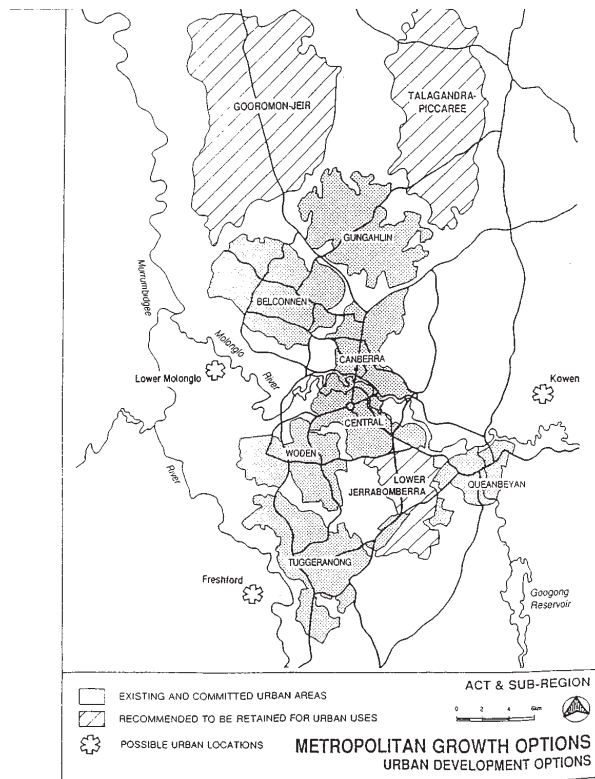 GOOROMON-JEIR
TALAGANDRA-
PICCAREE
GUNGAHLIN
Murrumbidgee
BELCONNEN
Molonglo
River
CANBERRA
Lower Molonglo
Kowen
CENTRAL
WODEN
River
LOWER
JERRABOMBERRA
QUEANBEYAN
TUGGERANONG
Freshford
Googong
Reservoir
EXISTING AND COMMITTED URBAN AREAS
RECOMMENDED TO BE RETAINED FOR URBAN USES
POSSIBLE URBAN LOCATIONS
ACT & SUB-REGION
0 2 4 6km
METROPOLITAN GROWTH OPTIONS
URBAN DEVELOPMENT OPTIONS